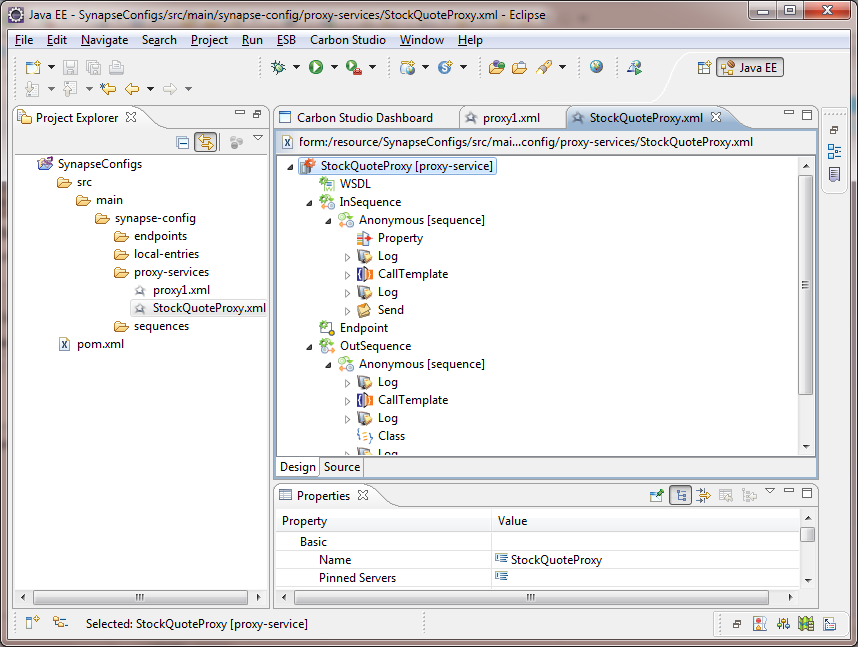 Java EE - SynapseConfigs/src/main/synapse-config/proxy-services/StockQuoteProxy.xml - Eclipse
File Edit Navigate Search Project Run ESB Carbon Studio Window Help
Java EE
Project Explorer
SynapseConfigs
src
main
synapse-config
endpoints
local-entries
proxy-services
proxy1.xml
StockQuoteProxy.xml
sequences
pom.xml
Carbon Studio Dashboard proxy1.xml StockQuoteProxy.xml
form:/resource/SynapseConfigs/src/mai...config/proxy-services/StockQuoteProxy.xml
StockQuoteProxy [proxy-service]
WSDL
InSequence
Anonymous [sequence]
Property
Log
CallTemplate
Log
Send
Endpoint
OutSequence
Anonymous [sequence]
Log
CallTemplate
Log
Class
Log
Design Source
Properties
Property Value
Basic
Name StockQuoteProxy
Pinned Servers
Selected: StockQuoteProxy [proxy-service]